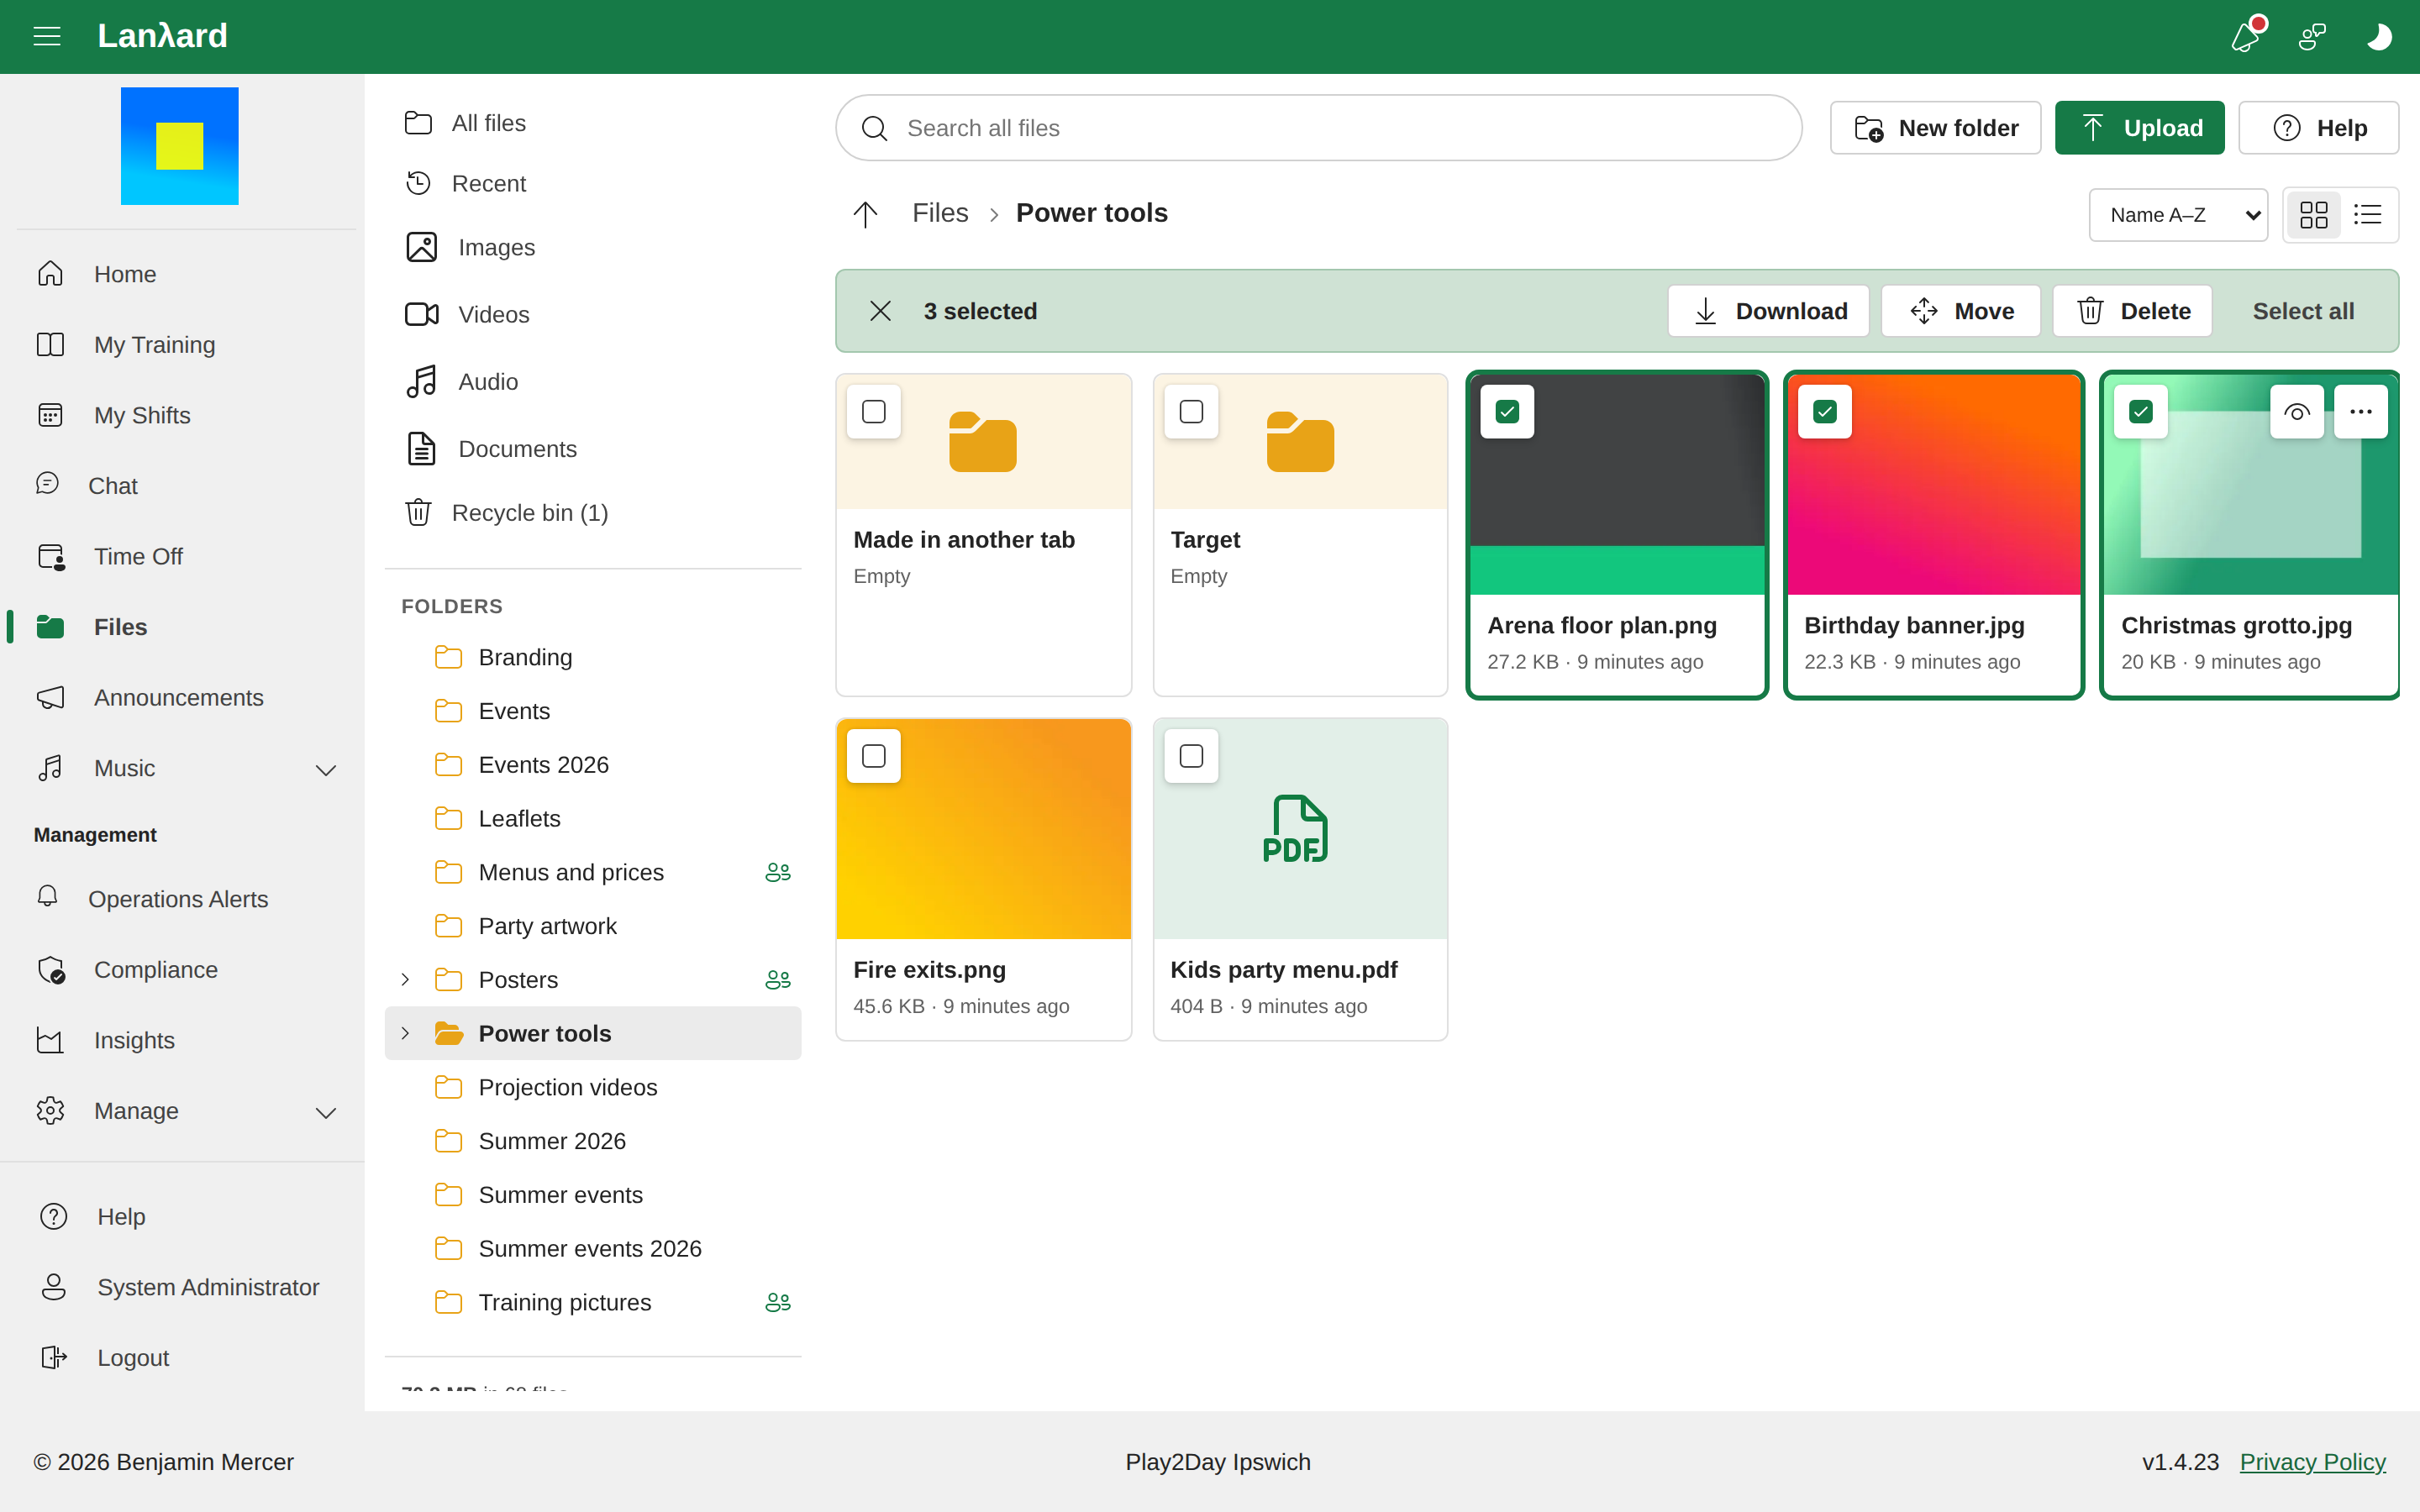 Lanλard
Home
My Training
My Shifts
Chat
Time Off
Files
Announcements
Music
Management
Operations Alerts
Compliance
Insights
Manage
Help
System Administrator
Logout
All files
Recent
Images
Videos
Audio
Documents
Recycle bin (1)
FOLDERS
Branding
Events
Events 2026
Leaflets
Menus and prices
Party artwork
Posters
Power tools
Projection videos
Summer 2026
Summer events
Summer events 2026
Training pictures
Search all files
New folder
Upload
Help
Files
Power tools
Name A–Z
3 selected
Download
Move
Delete
Select all
Made in another tab
Empty
Target
Empty
Arena floor plan.png
27.2 KB · 9 minutes ago
Birthday banner.jpg
22.3 KB · 9 minutes ago
Christmas grotto.jpg
20 KB · 9 minutes ago
Fire exits.png
45.6 KB · 9 minutes ago
PDF
Kids party menu.pdf
404 B · 9 minutes ago
© 2026 Benjamin Mercer
Play2Day Ipswich
v1.4.23
Privacy Policy